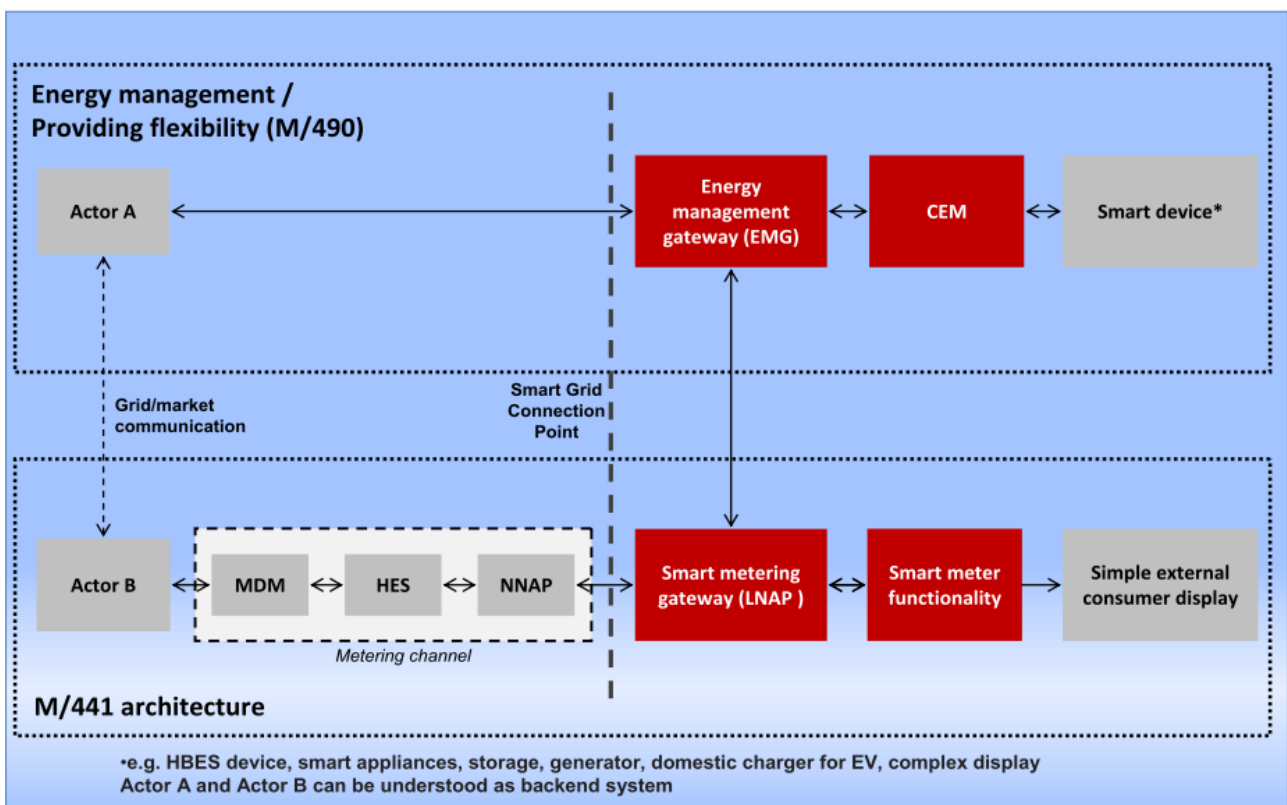 Energy management /
Providing flexibility (M/490)
Actor A
Energy
management
gateway (EMG)
CEM
Smart device*
Grid/market
communication
Smart Grid
Connection
Point
Actor B
MDM
HES
NNAP
Smart metering
gateway (LNAP )
Smart meter
functionality
Simple external
consumer display
Metering channel
M/441 architecture
•e.g. HBES device, smart appliances, storage, generator, domestic charger for EV, complex display
Actor A and Actor B can be understood as backend system